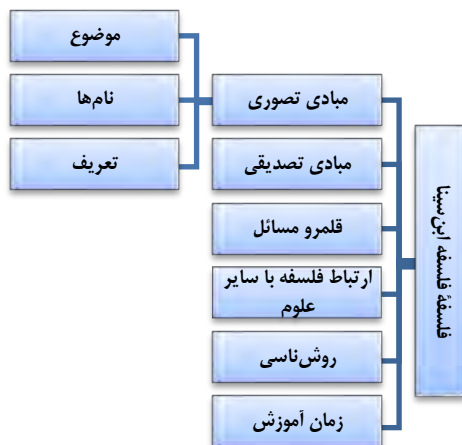 فلسفهٔ فلسفه ابن‌سینا
مبادی تصوری
موضوع
نام‌ها
تعریف
مبادی تصدیقی
قلمرو مسائل
ارتباط فلسفه با سایر
علوم
روش‌ناسی
زمان آموزش